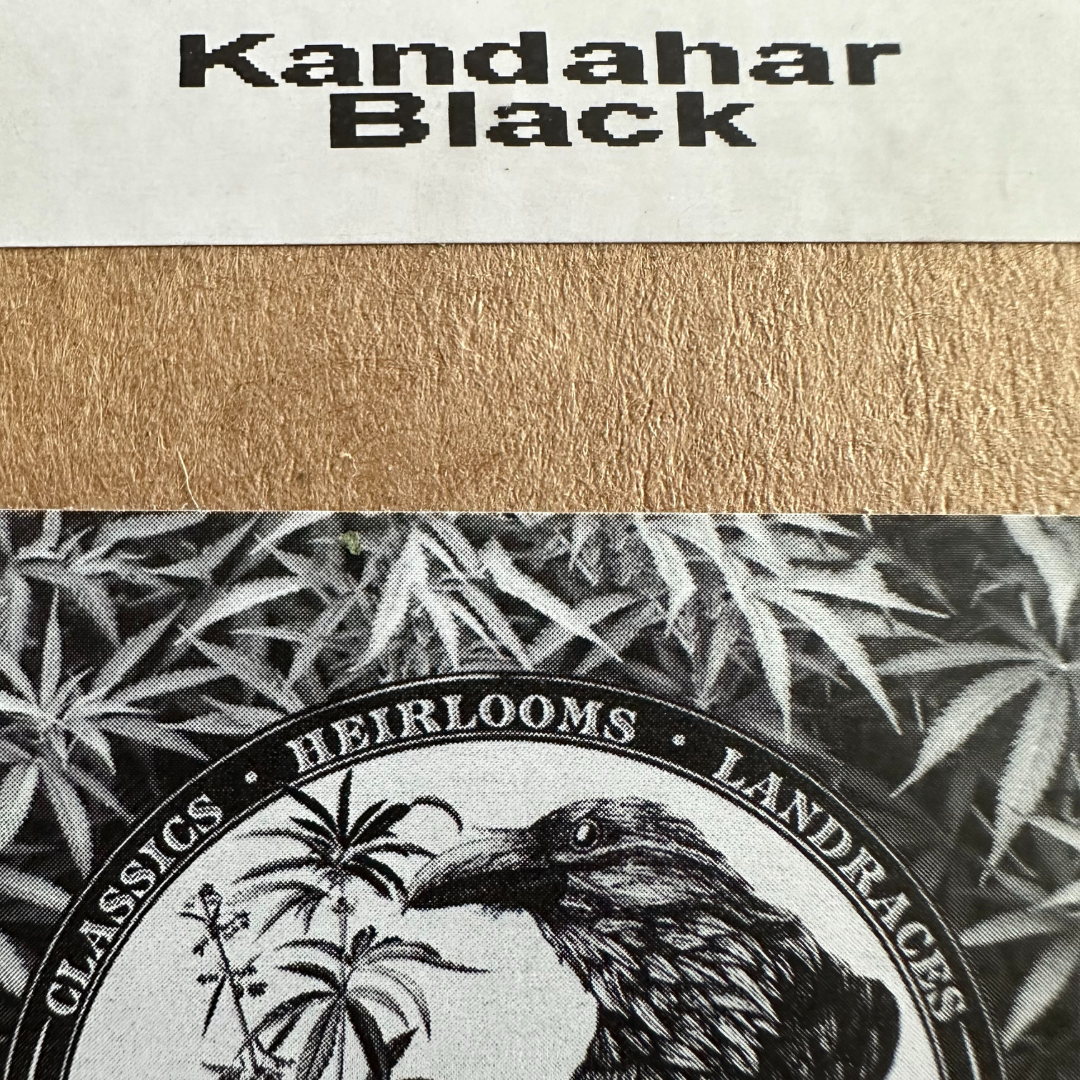 Kandahar
Black
CLASSICS • HEIRLOOMS • LANDRACES